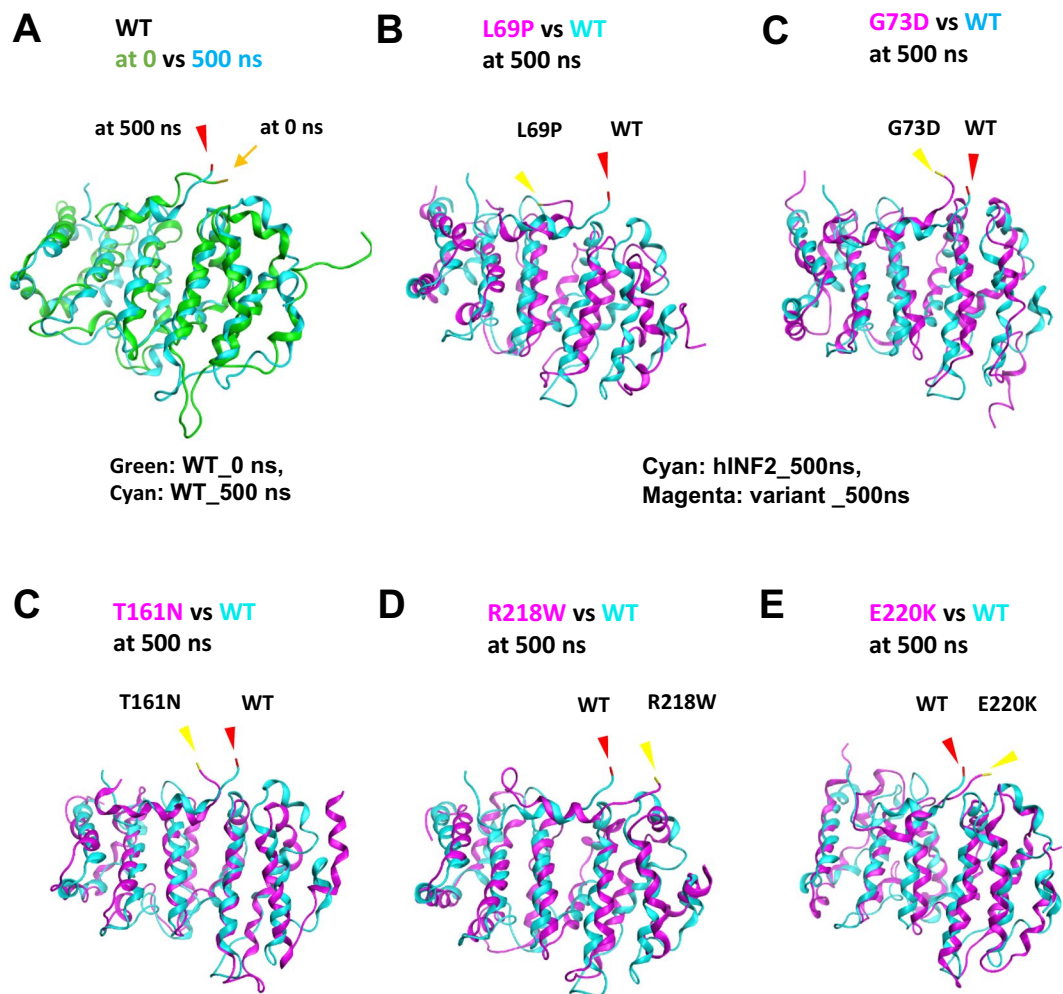 A
WT
at 0 vs 500 ns
at 500 ns
at 0 ns
Green: WT_0 ns,
Cyan: WT_500 ns
B
L69P vs WT
at 500 ns
L69P
WT
C
G73D vs WT
at 500 ns
G73D
WT
Cyan: hINF2_500ns,
Magenta: variant _500ns
C
T161N vs WT
at 500 ns
T161N
WT
D
R218W vs WT
at 500 ns
WT
R218W
E
E220K vs WT
at 500 ns
WT
E220K